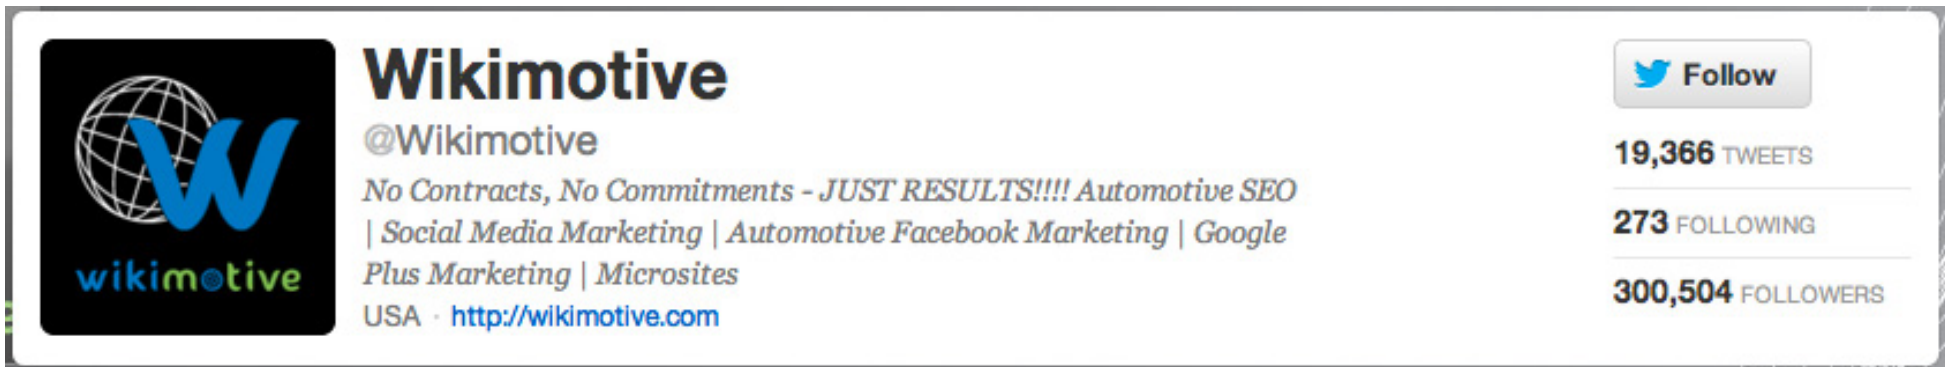 Wikimotive
@Wikimotive
No Contracts, No Commitments - JUST RESULTS!!!! Automotive SEO
| Social Media Marketing | Automotive Facebook Marketing | Google
Plus Marketing | Microsites
USA · http://wikimotive.com
wikimotive
Follow
19,366 TWEETS
273 FOLLOWING
300,504 FOLLOWERS